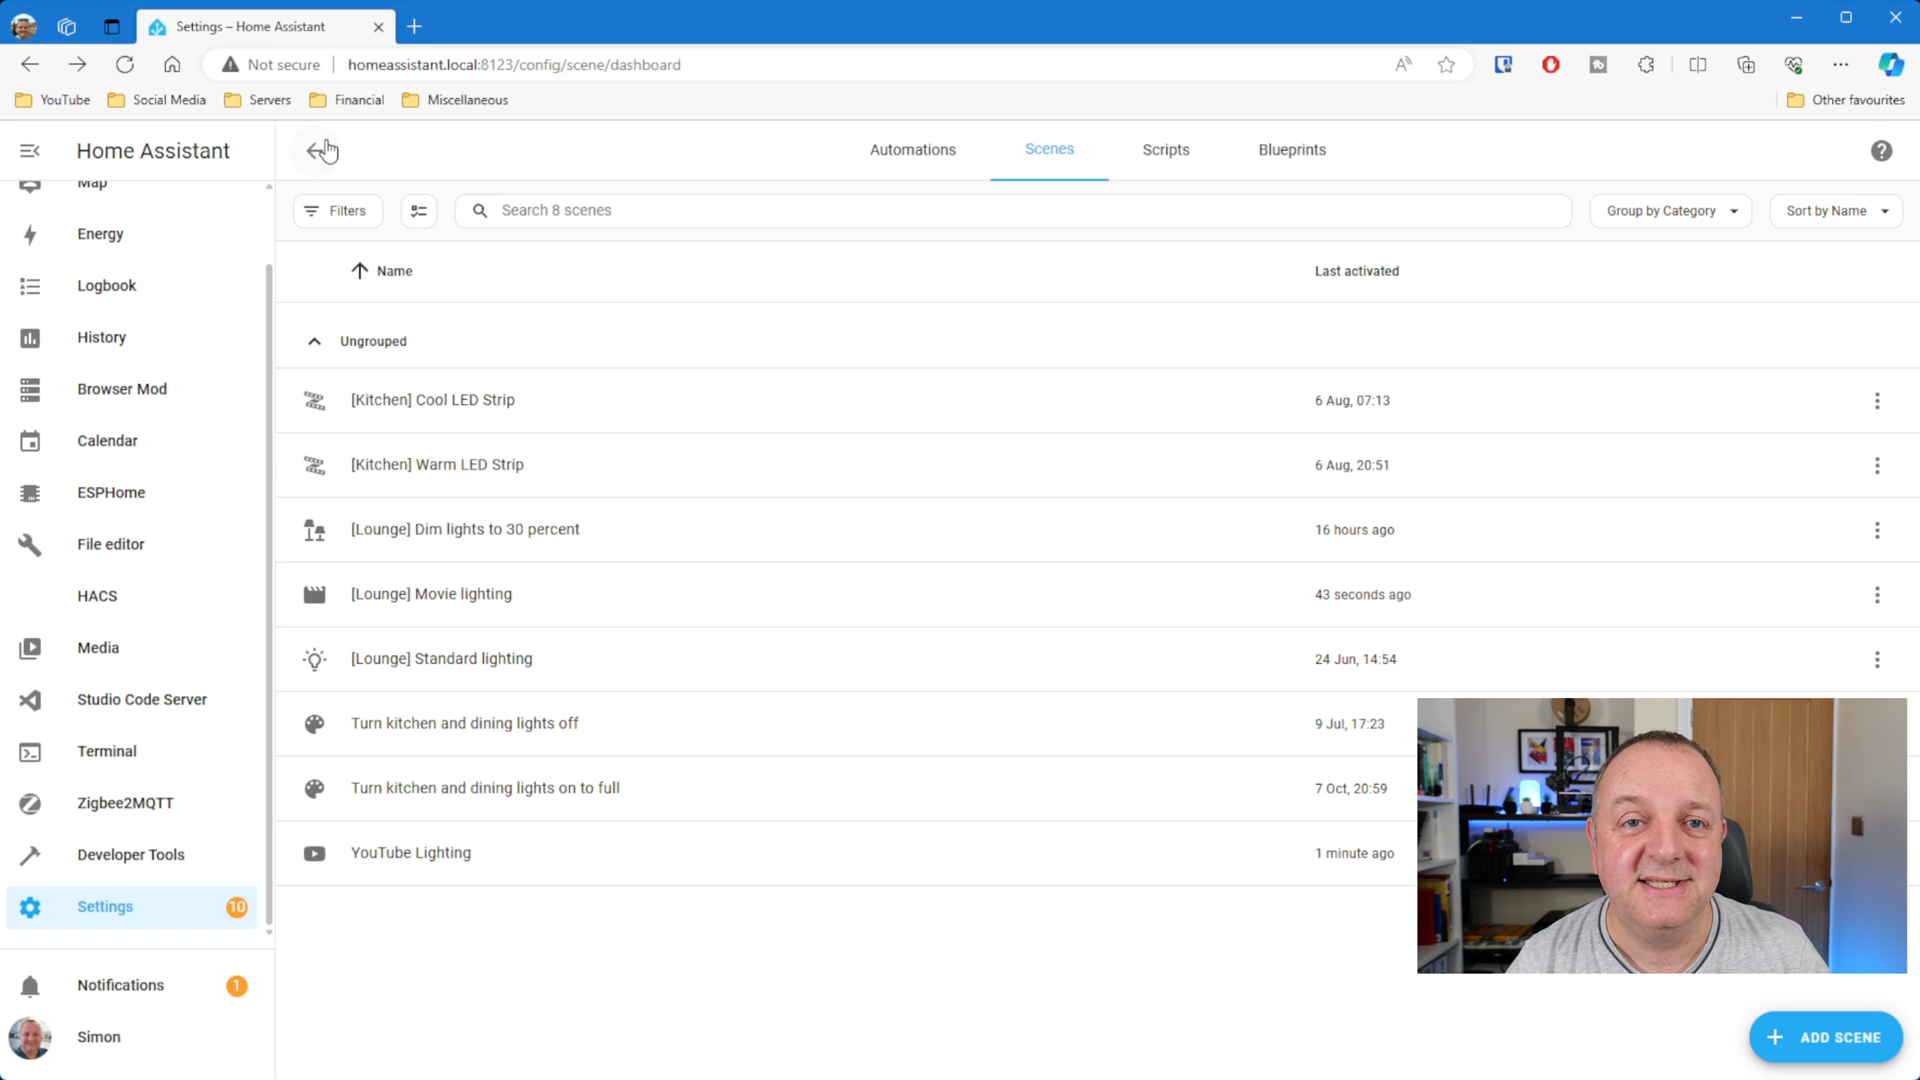 Settings – Home Assistant
Not secure
homeassistant.local:8123/config/scene/dashboard
YouTube
Social Media
Servers
Financial
Miscellaneous
Other favourites
Home Assistant
Automations
Scenes
Scripts
Blueprints
Map
Energy
Logbook
History
Browser Mod
Calendar
ESPHome
File editor
HACS
Media
Studio Code Server
Terminal
Zigbee2MQTT
Developer Tools
Settings 10
Notifications 1
Simon
Filters
Search 8 scenes
Group by Category
Sort by Name
Name
Last activated
Ungrouped
[Kitchen] Cool LED Strip
6 Aug, 07:13
[Kitchen] Warm LED Strip
6 Aug, 20:51
[Lounge] Dim lights to 30 percent
16 hours ago
[Lounge] Movie lighting
43 seconds ago
[Lounge] Standard lighting
24 Jun, 14:54
Turn kitchen and dining lights off
9 Jul, 17:23
Turn kitchen and dining lights on to full
7 Oct, 20:59
YouTube Lighting
1 minute ago
ADD SCENE